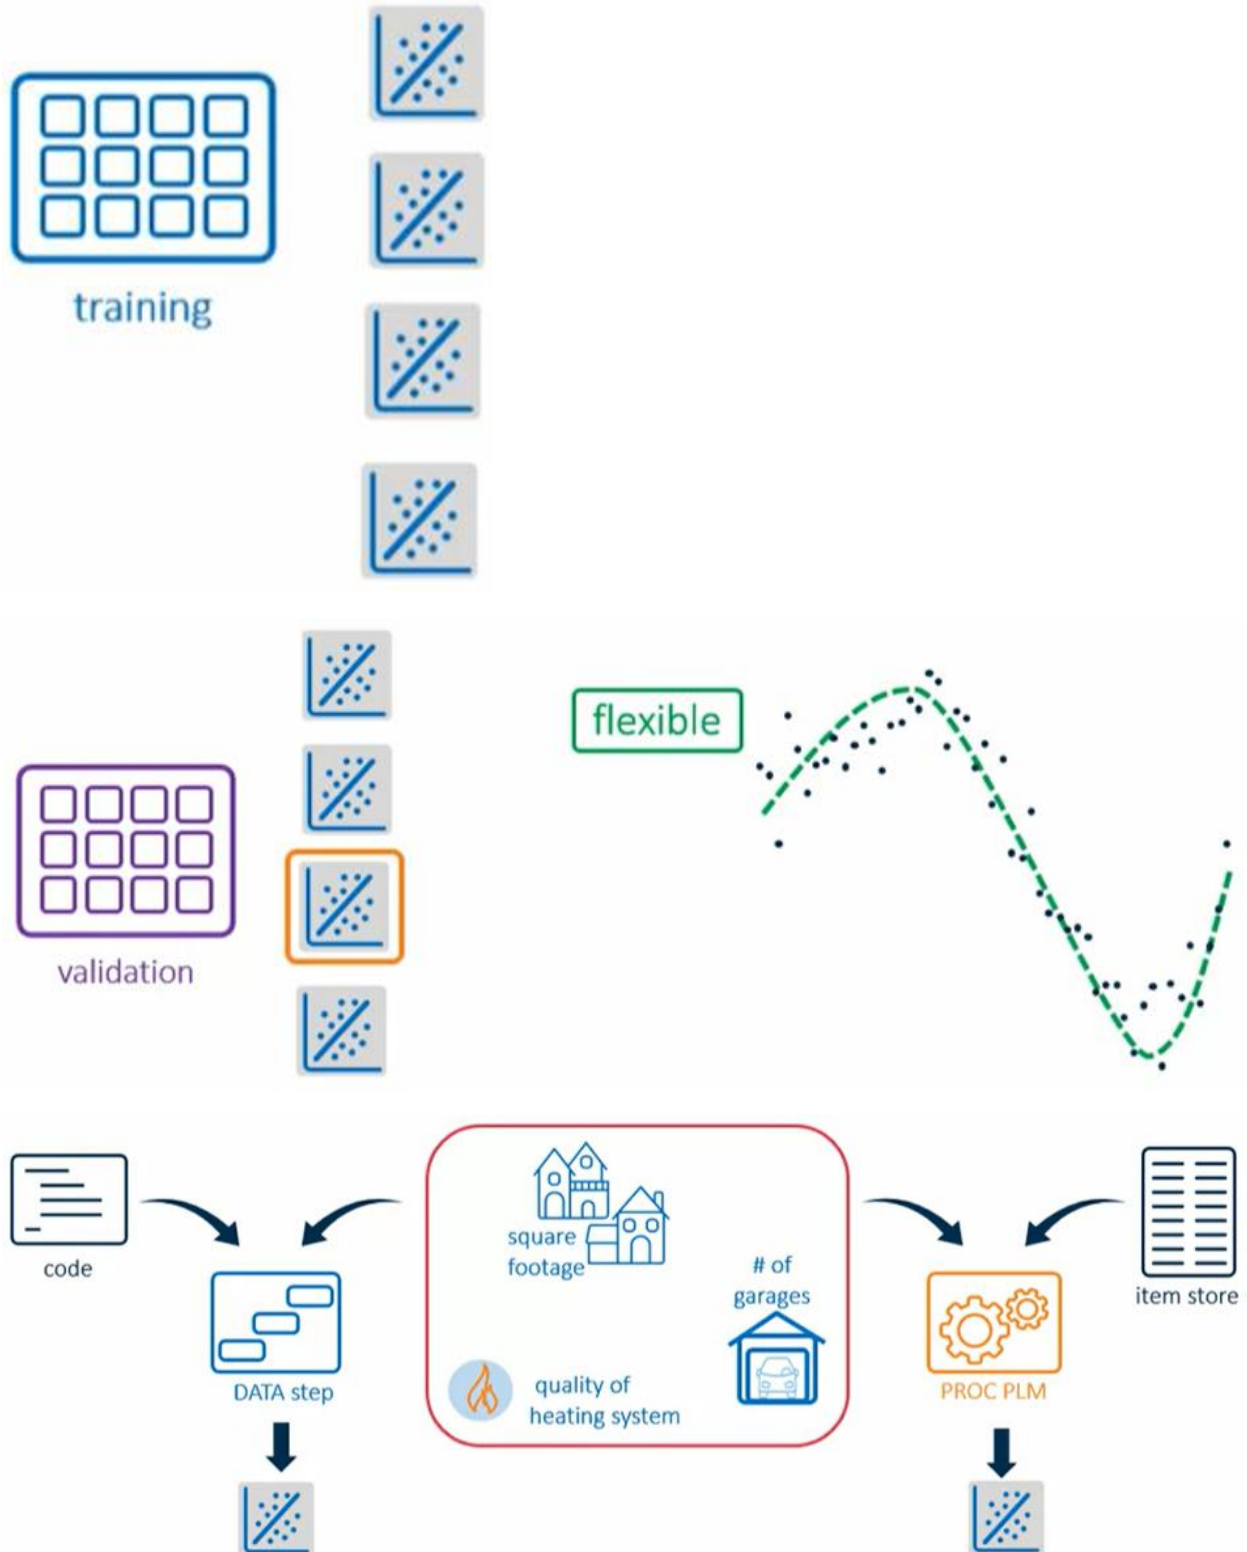 training
flexible
validation
code
square
footage
# of
garages
item store
DATA step
quality of
heating system
PROC PLM